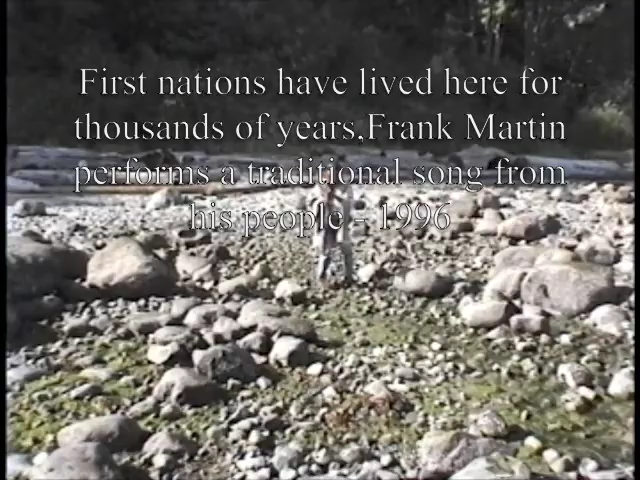 First nations have lived here for
thousands of years,Frank Martin
performs a traditional song from
his people - 1996